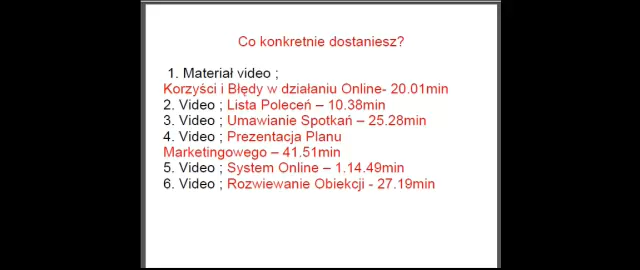 Co konkretnie dostaniesz?
1. Materiał video ;
Korzyści i Błędy w działaniu Online- 20.01min
2. Video ; Lista Poleceń – 10.38min
3. Video ; Umawianie Spotkań – 25.28min
4. Video ; Prezentacja Planu
Marketingowego – 41.51min
5. Video ; System Online – 1.14.49min
6. Video ; Rozwiewanie Obiekcji - 27.19min